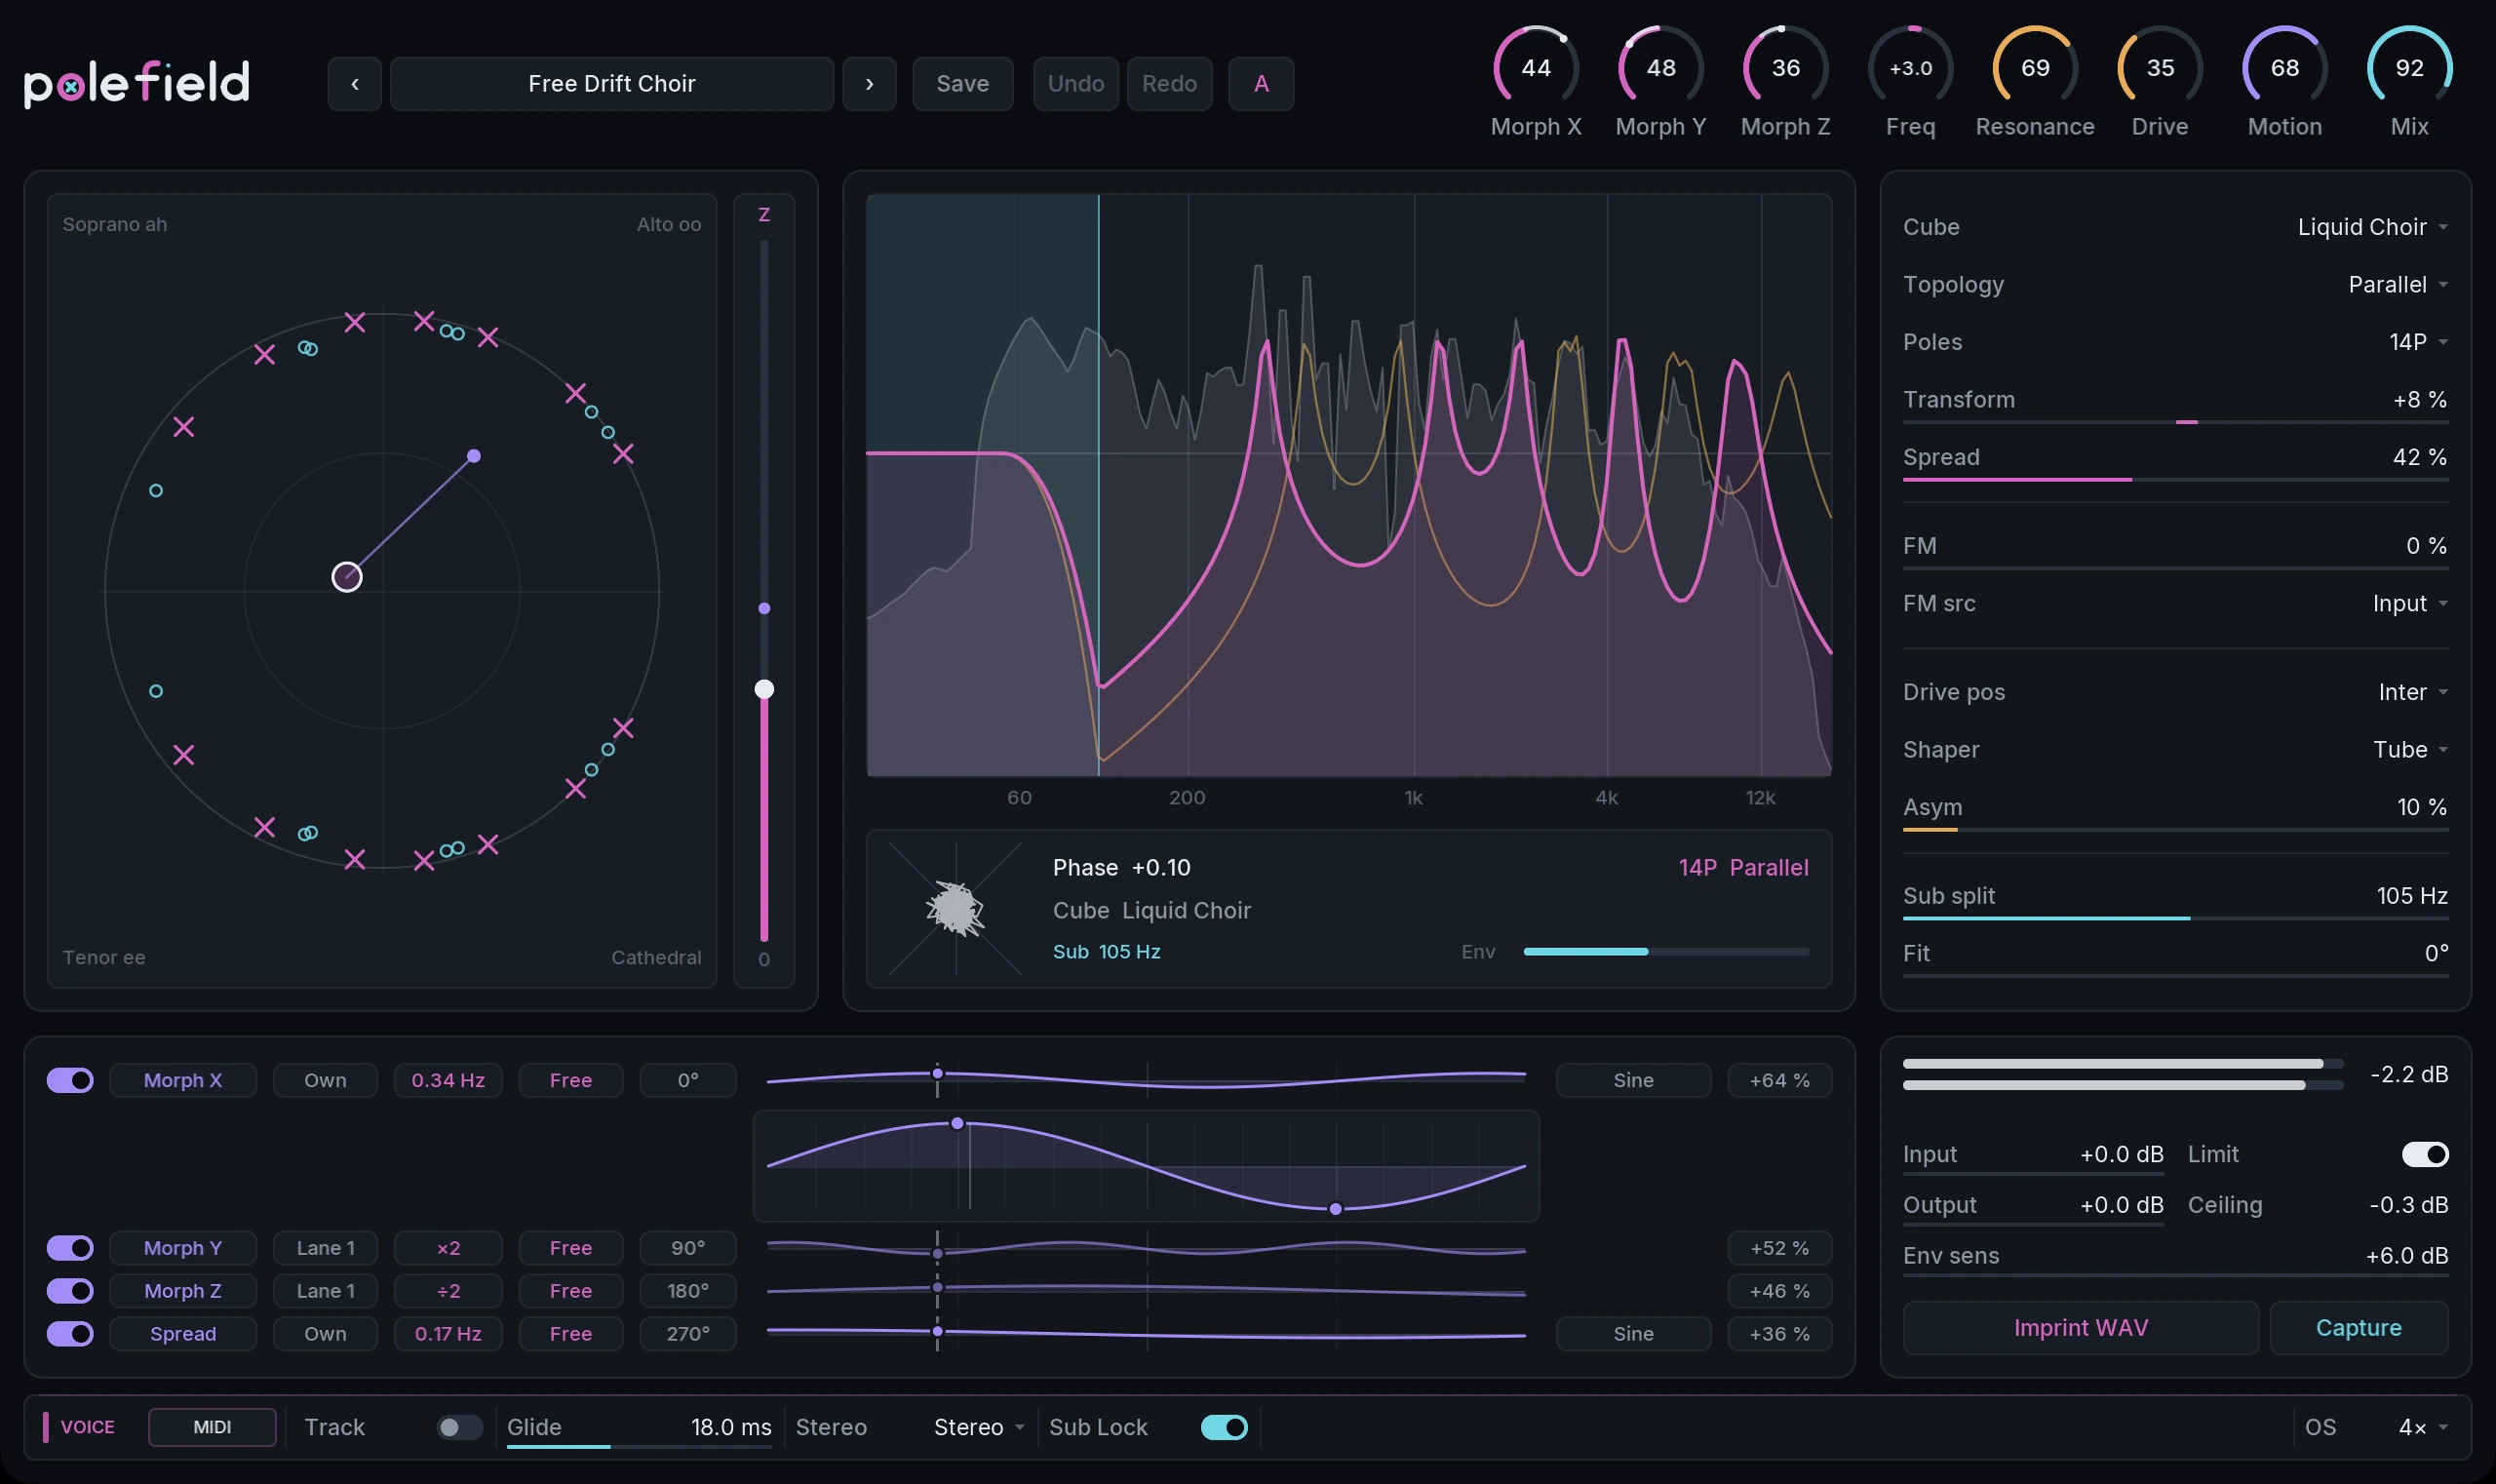 polefield
‹ Free Drift Choir › Save Undo Redo A
44 48 36 +3.0 69 35 68 92
Morph X Morph Y Morph Z Freq Resonance Drive Motion Mix
Soprano ah Alto oo
Z
Tenor ee Cathedral
0
60 200 1k 4k 12k
Phase +0.10 14P Parallel
Cube Liquid Choir
Sub 105 Hz Env
Cube Liquid Choir
Topology Parallel
Poles 14P
Transform +8 %
Spread 42 %
FM 0 %
FM src Input
Drive pos Inter
Shaper Tube
Asym 10 %
Sub split 105 Hz
Fit 0°
Morph X Own 0.34 Hz Free 0° Sine +64 %
Morph Y Lane 1 ×2 Free 90° +52 %
Morph Z Lane 1 ÷2 Free 180° +46 %
Spread Own 0.17 Hz Free 270° Sine +36 %
-2.2 dB
Input +0.0 dB Limit
Output +0.0 dB Ceiling -0.3 dB
Env sens +6.0 dB
Imprint WAV Capture
VOICE MIDI Track Glide 18.0 ms Stereo Stereo Sub Lock OS 4×